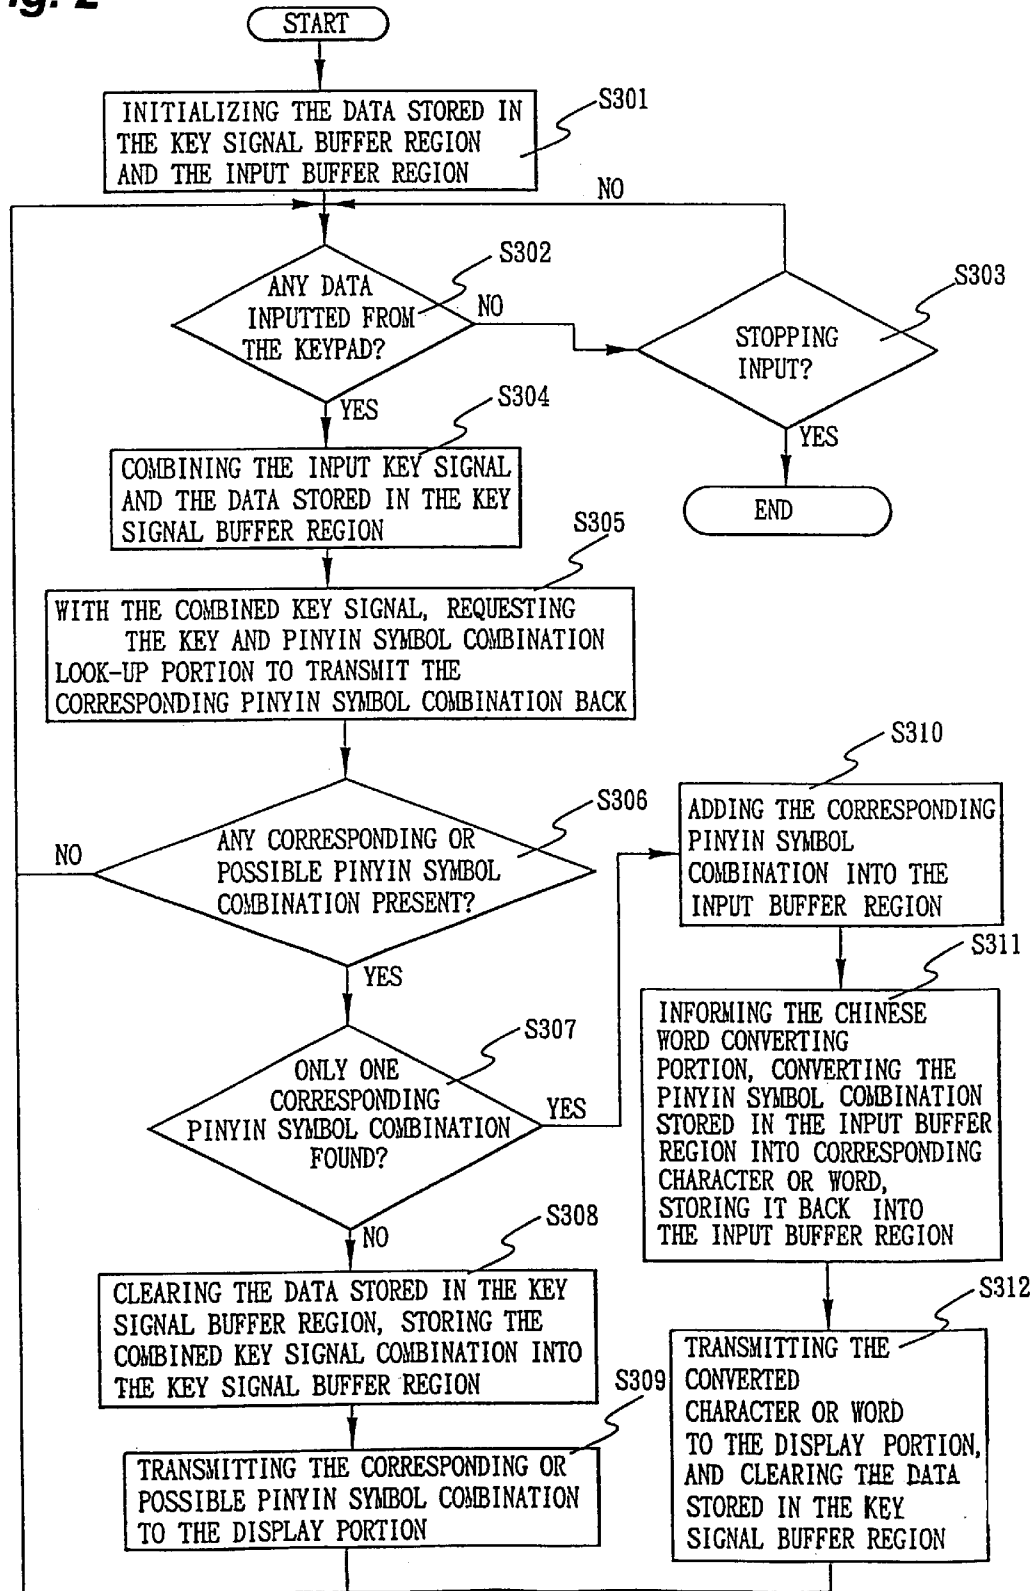 ig. 2
START
INITIALIZING THE DATA STORED IN
THE KEY SIGNAL BUFFER REGION
AND THE INPUT BUFFER REGION
S301
NO
ANY DATA
INPUTTED FROM
THE KEYPAD?
S302
NO
YES
STOPPING
INPUT?
S303
YES
END
COMBINING THE INPUT KEY SIGNAL
AND THE DATA STORED IN THE KEY
SIGNAL BUFFER REGION
S304
WITH THE COMBINED KEY SIGNAL, REQUESTING
THE KEY AND PINYIN SYMBOL COMBINATION
LOOK-UP PORTION TO TRANSMIT THE
CORRESPONDING PINYIN SYMBOL COMBINATION BACK
S305
ANY CORRESPONDING OR
POSSIBLE PINYIN SYMBOL
COMBINATION PRESENT?
S306
NO
YES
ONLY ONE
CORRESPONDING
PINYIN SYMBOL COMBINATION
FOUND?
S307
YES
NO
CLEARING THE DATA STORED IN THE KEY
SIGNAL BUFFER REGION, STORING THE
COMBINED KEY SIGNAL COMBINATION INTO
THE KEY SIGNAL BUFFER REGION
S308
TRANSMITTING THE CORRESPONDING OR
POSSIBLE PINYIN SYMBOL COMBINATION
TO THE DISPLAY PORTION
S309
ADDING THE CORRESPONDING
PINYIN SYMBOL
COMBINATION INTO THE
INPUT BUFFER REGION
S310
INFORMING THE CHINESE
WORD CONVERTING
PORTION, CONVERTING THE
PINYIN SYMBOL COMBINATION
STORED IN THE INPUT BUFFER
REGION INTO CORRESPONDING
CHARACTER OR WORD,
STORING IT BACK INTO
THE INPUT BUFFER REGION
S311
TRANSMITTING THE
CONVERTED
CHARACTER OR WORD
TO THE DISPLAY PORTION,
AND CLEARING THE DATA
STORED IN THE KEY
SIGNAL BUFFER REGION
S312